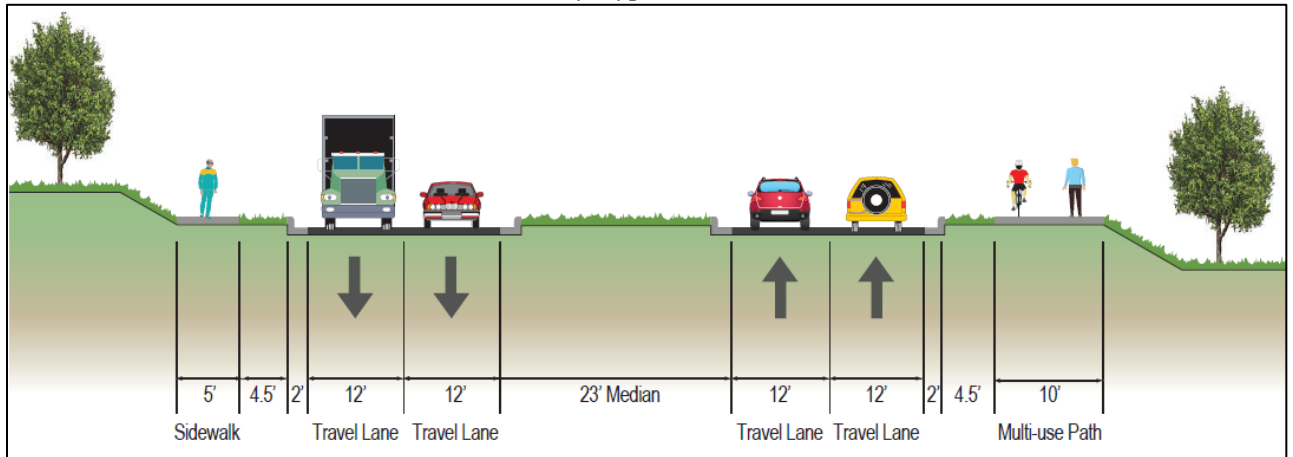 5' 4.5' 2' 12' 12' 23' Median 12' 12' 2' 4.5' 10'
Sidewalk Travel Lane Travel Lane Travel Lane Travel Lane Multi-use Path